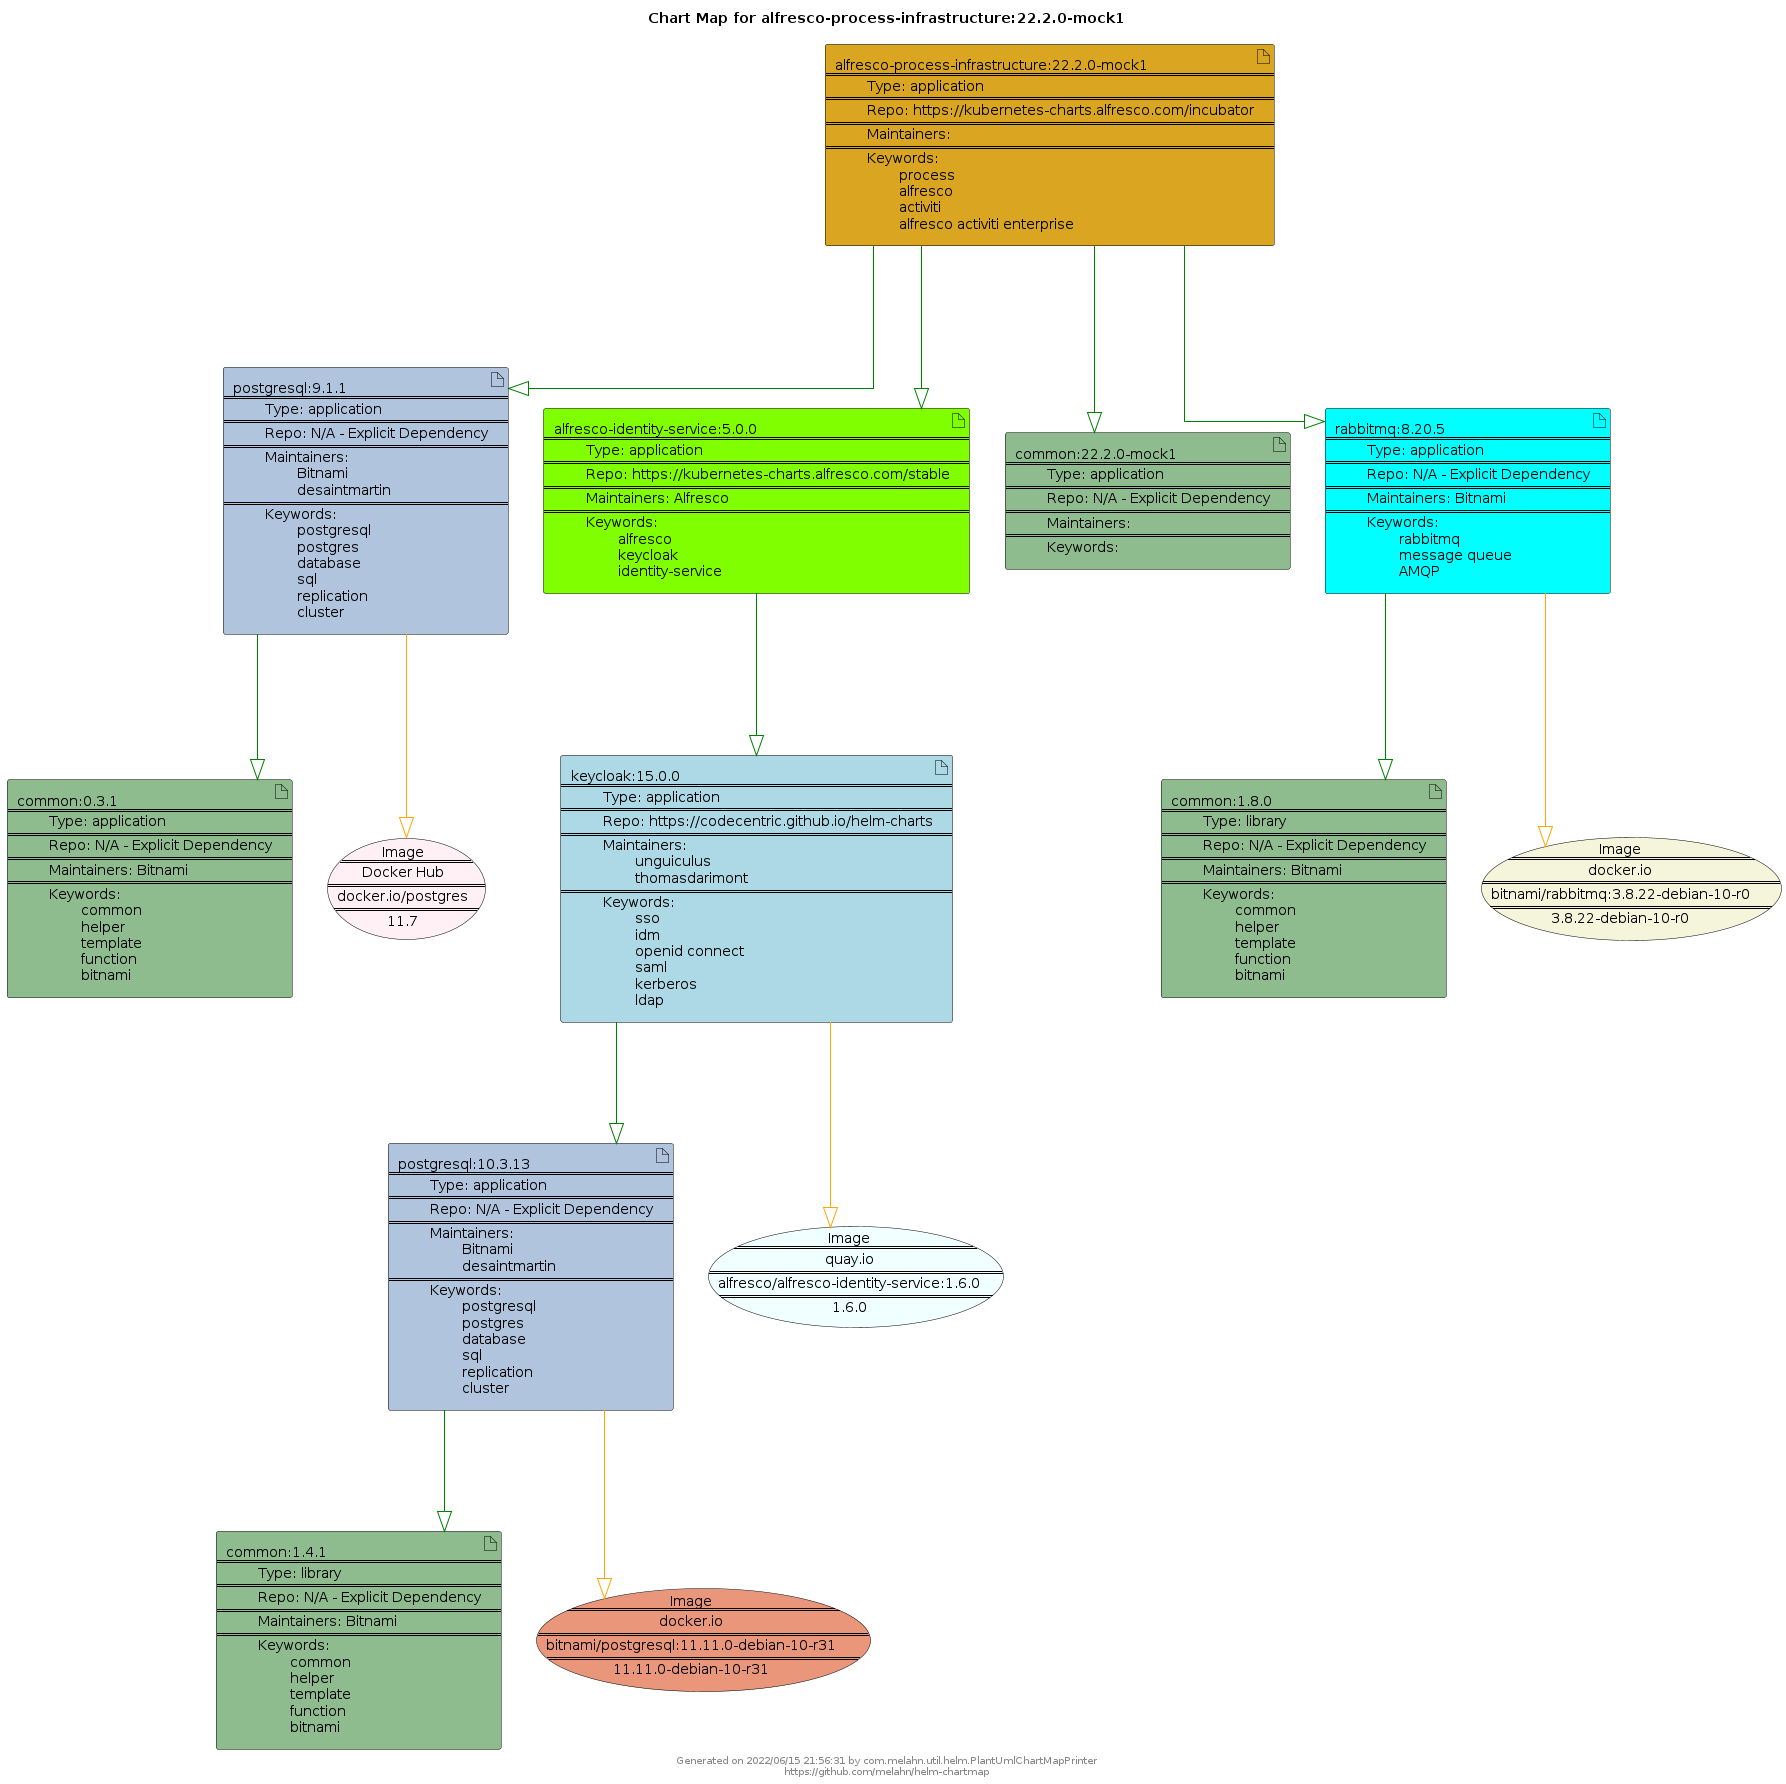 Chart Map for alfresco-process-infrastructure:22.2.0-mock1
alfresco-process-infrastructure:22.2.0-mock1
Type: application
Repo: https://kubernetes-charts.alfresco.com/incubator
Maintainers:
Keywords:
process
alfresco
activiti
alfresco activiti enterprise
postgresql:9.1.1
Type: application
Repo: N/A - Explicit Dependency
Maintainers:
Bitnami
desaintmartin
Keywords:
postgresql
postgres
database
sql
replication
cluster
alfresco-identity-service:5.0.0
Type: application
Repo: https://kubernetes-charts.alfresco.com/stable
Maintainers: Alfresco
Keywords:
alfresco
keycloak
identity-service
common:22.2.0-mock1
Type: application
Repo: N/A - Explicit Dependency
Maintainers:
Keywords:
rabbitmq:8.20.5
Type: application
Repo: N/A - Explicit Dependency
Maintainers: Bitnami
Keywords:
rabbitmq
message queue
AMQP
common:0.3.1
Type: application
Repo: N/A - Explicit Dependency
Maintainers: Bitnami
Keywords:
common
helper
template
function
bitnami
Image
Docker Hub
docker.io/postgres
11.7
keycloak:15.0.0
Type: application
Repo: https://codecentric.github.io/helm-charts
Maintainers:
unguiculus
thomasdarimont
Keywords:
sso
idm
openid connect
saml
kerberos
ldap
common:1.8.0
Type: library
Repo: N/A - Explicit Dependency
Maintainers: Bitnami
Keywords:
common
helper
template
function
bitnami
Image
docker.io
bitnami/rabbitmq:3.8.22-debian-10-r0
3.8.22-debian-10-r0
postgresql:10.3.13
Type: application
Repo: N/A - Explicit Dependency
Maintainers:
Bitnami
desaintmartin
Keywords:
postgresql
postgres
database
sql
replication
cluster
Image
quay.io
alfresco/alfresco-identity-service:1.6.0
1.6.0
common:1.4.1
Type: library
Repo: N/A - Explicit Dependency
Maintainers: Bitnami
Keywords:
common
helper
template
function
bitnami
Image
docker.io
bitnami/postgresql:11.11.0-debian-10-r31
11.11.0-debian-10-r31
Generated on 2022/06/15 21:56:31 by com.melahn.util.helm.PlantUmlChartMapPrinter
https://github.com/melahn/helm-chartmap